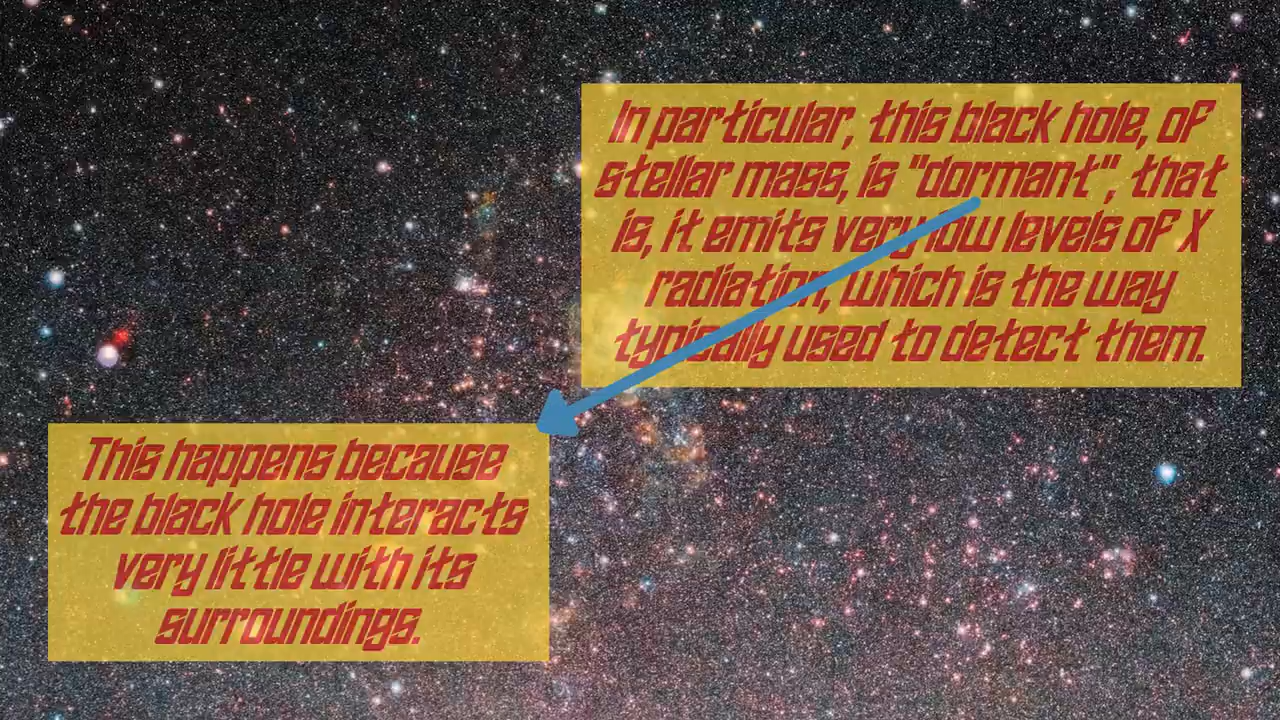 In particular, this black hole, of
stellar mass, is "dormant", that
is, it emits very low levels of X
radiation, which is the way
typically used to detect them.
This happens because
the black hole interacts
very little with its
surroundings.